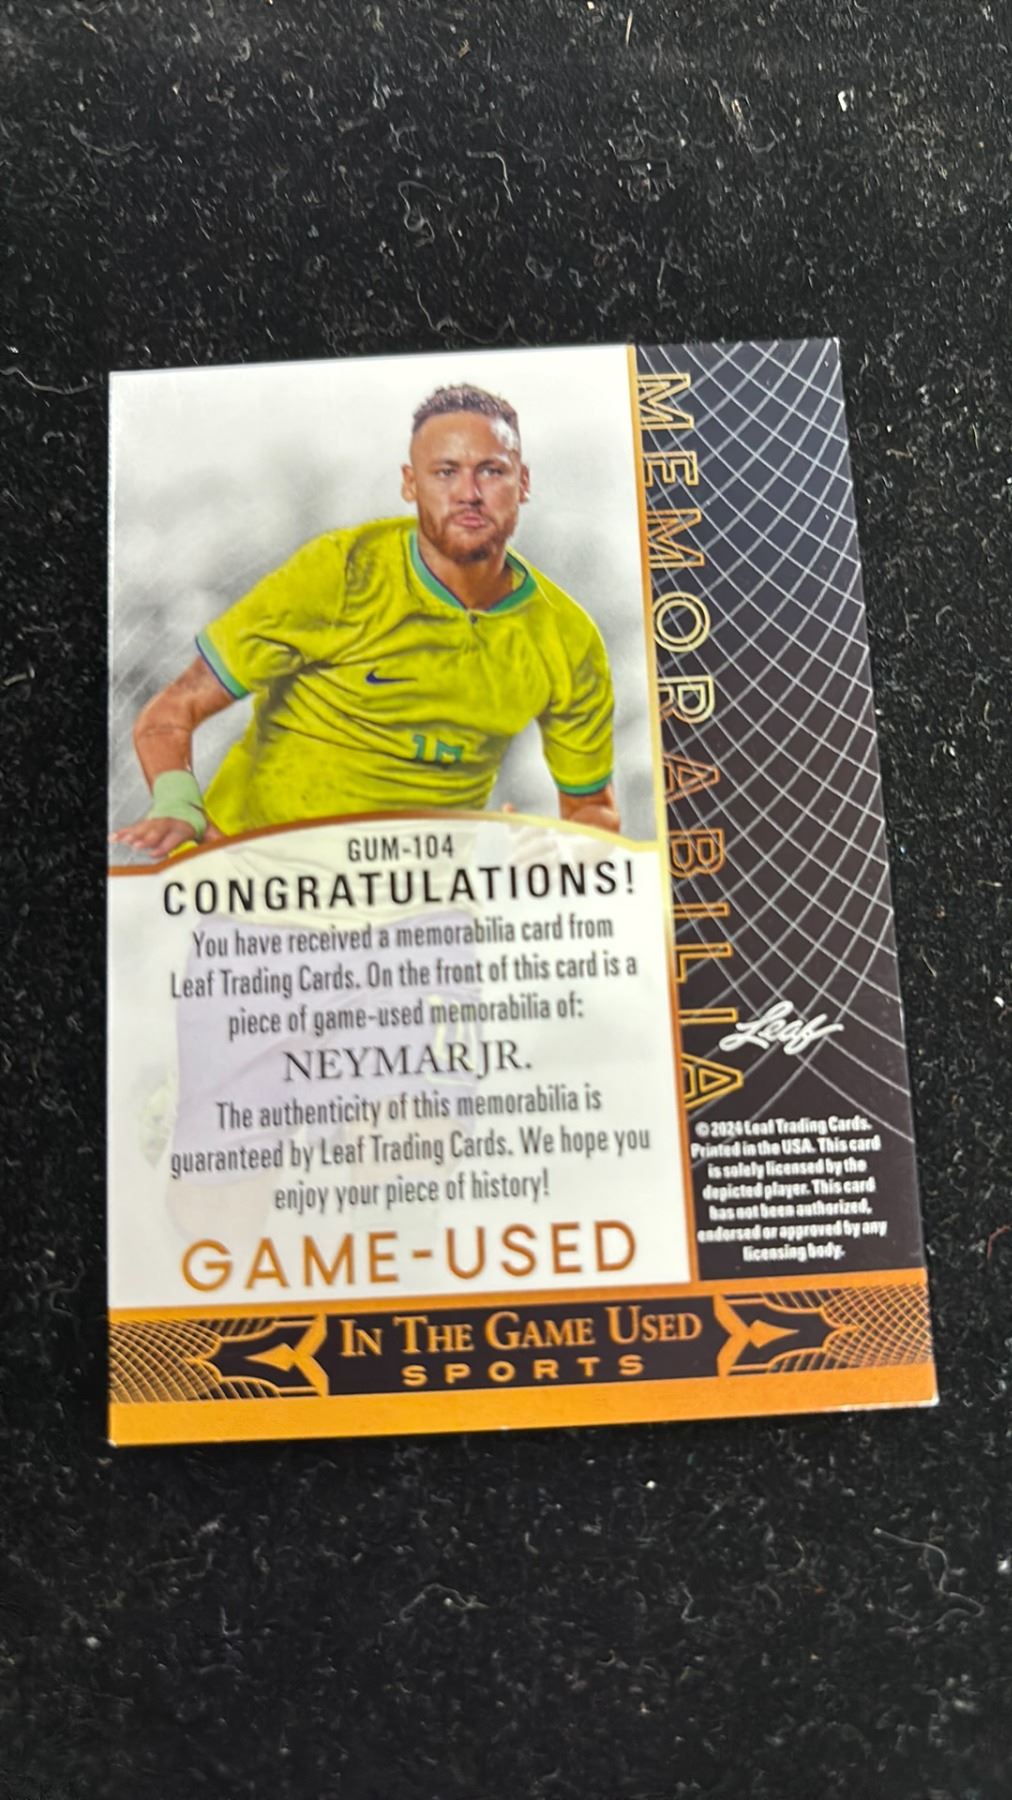 GUM-104
CONGRATULATIONS!
You have received a memorabilia card from
Leaf Trading Cards. On the front of this card is a
piece of game-used memorabilia of:
NEYMAR JR.
The authenticity of this memorabilia is
guaranteed by Leaf Trading Cards. We hope you
enjoy your piece of history!
GAME-USED
MEMORABILIA
Leaf
© 2024 Leaf Trading Cards.
Printed in the USA. This card
is solely licensed by the
depicted player. This card
has not been authorized,
endorsed or approved by any
licensing body.
IN THE GAME USED
SPORTS